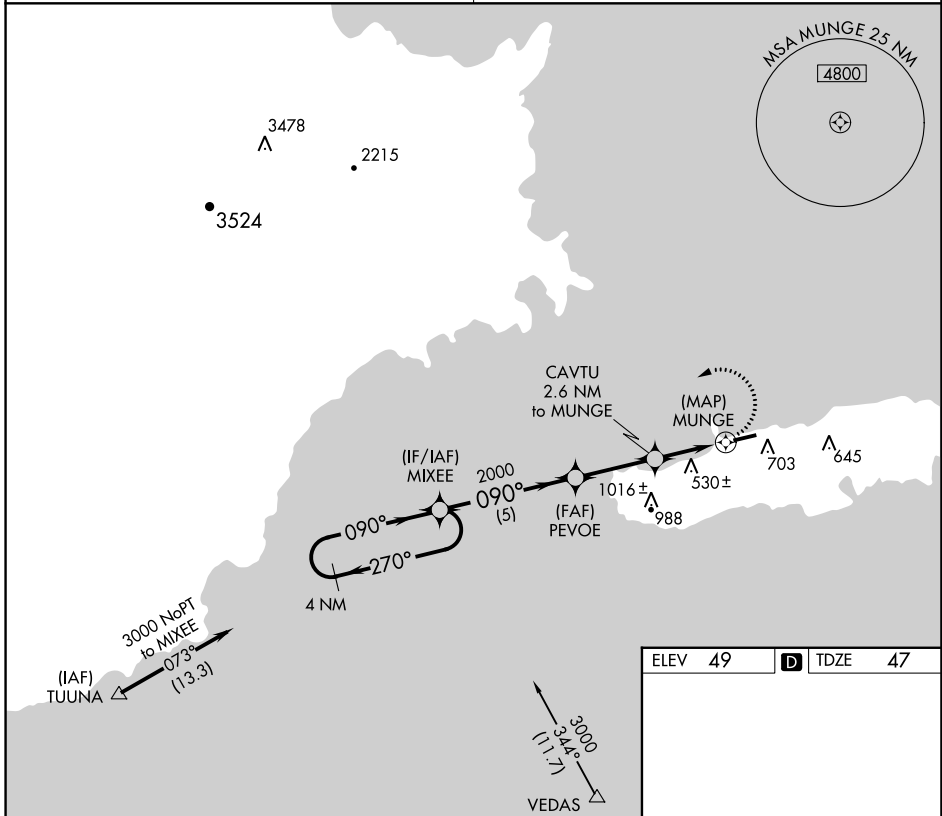 MSA MUNGE 25 NM
4800
3478
2215
3524
CAVTU
2.6 NM
to MUNGE
(MAP)
MUNGE
(IF/IAF)
MIXEE
2000
090°
(5)
(FAF)
PEVOE
1016±
988
530±
703
645
090°
270°
4 NM
3000 NoPT
to MIXEE
073°
(13.3)
(IAF)
TUUNA
3000
344°
(11.7)
VEDAS
ELEV 49 D TDZE 47